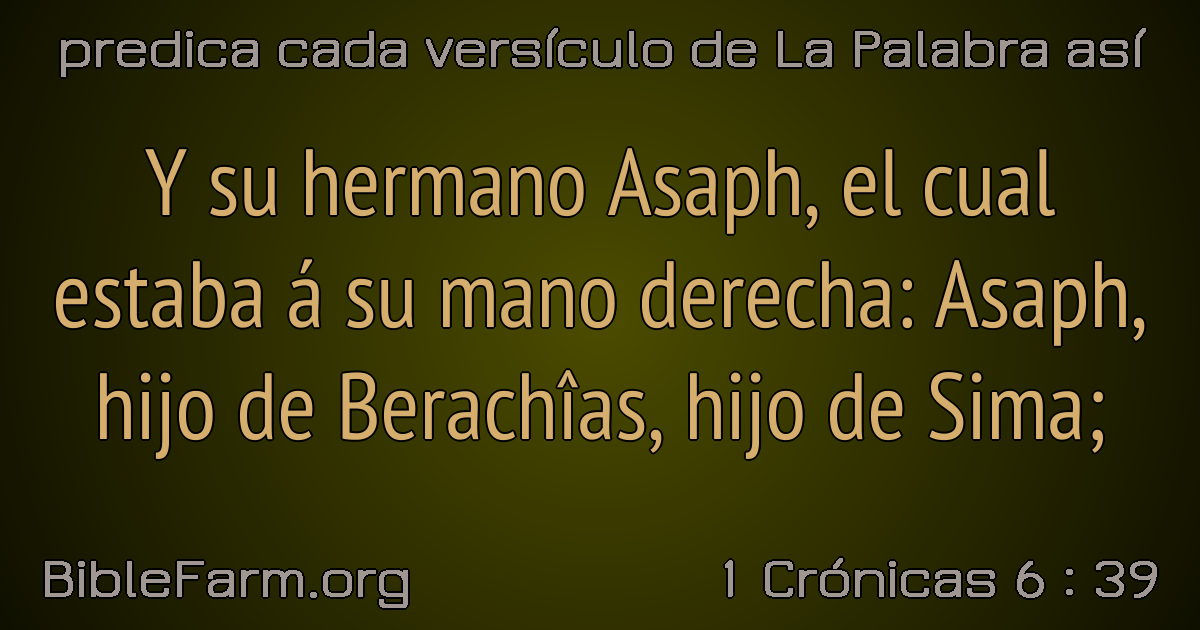 predica cada versículo de La Palabra así
Y su hermano Asaph, el cual
estaba á su mano derecha: Asaph,
hijo de Berachîas, hijo de Sima;
BibleFarm.org
1 Crónicas 6 : 39